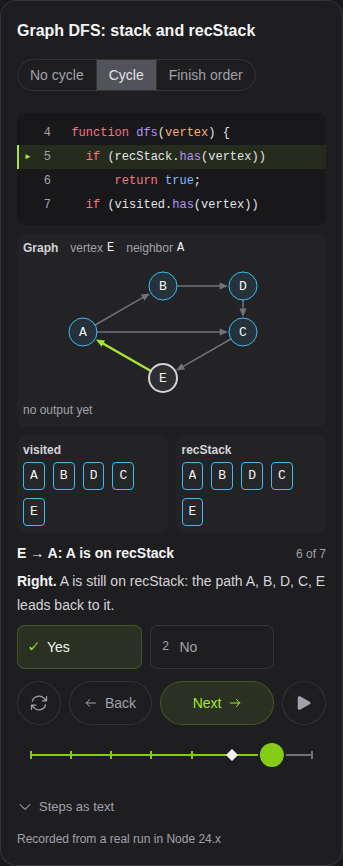 Graph DFS: stack and recStack
No cycle Cycle Finish order
4 function dfs(vertex) {
5 if (recStack.has(vertex))
6 return true;
7 if (visited.has(vertex))
Graph vertex E neighbor A
B D
A C
E
no output yet
visited
A B D C
E
recStack
A B D C
E
E → A: A is on recStack 6 of 7
Right. A is still on recStack: the path A, B, D, C, E
leads back to it.
✓ Yes 2 No
← Back Next →
Steps as text
Recorded from a real run in Node 24.x